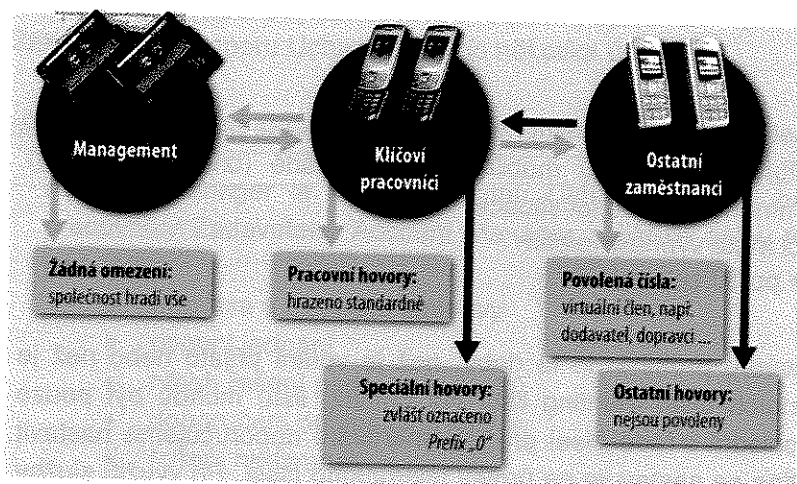 Management
Klíčoví
pracovníci
Ostatní
zaměstnanci
Žádná omezení:
společnost hradí vše
Pracovní hovory:
hrazeno standardně
Povolená čísla:
virtuální člen, např.
dodavatel, dopravci ...
Speciální hovory:
zvlášť označeno
Prefix „0“
Ostatní hovory:
nejsou povoleny